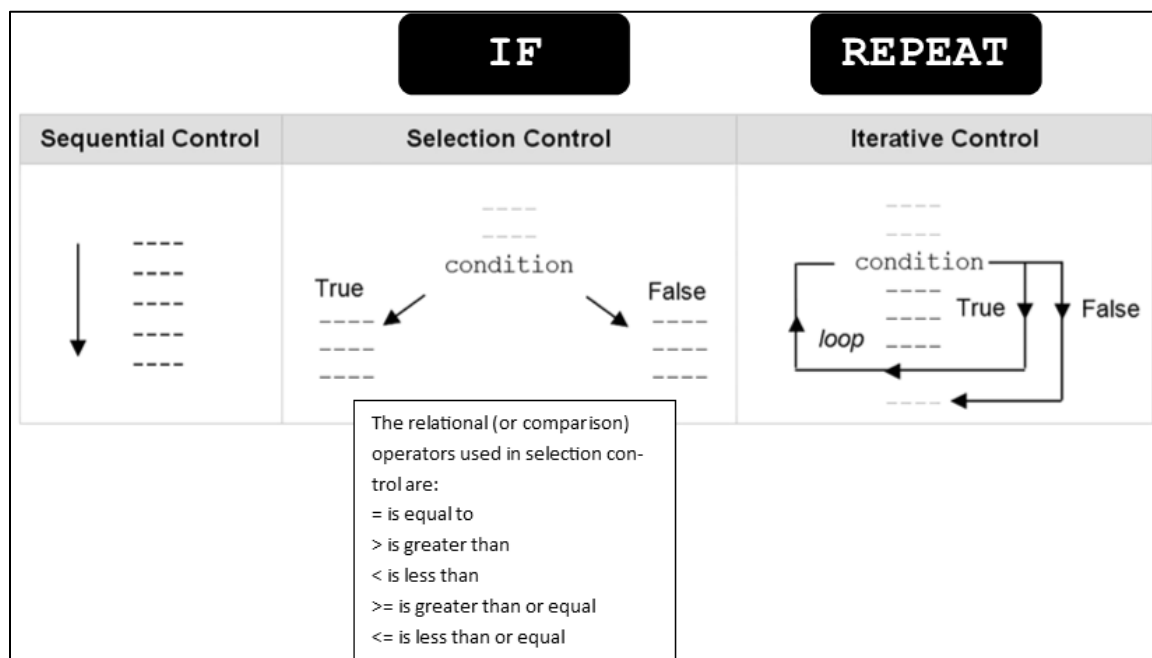 IF REPEAT
Sequential Control Selection Control Iterative Control
----
----
----
----
----
----
----
condition
True False
---- ----
---- ----
---- ----
----
----
condition
----
----
----
True False
loop
----
The relational (or comparison)
operators used in selection con-
trol are:
= is equal to
> is greater than
< is less than
>= is greater than or equal
<= is less than or equal